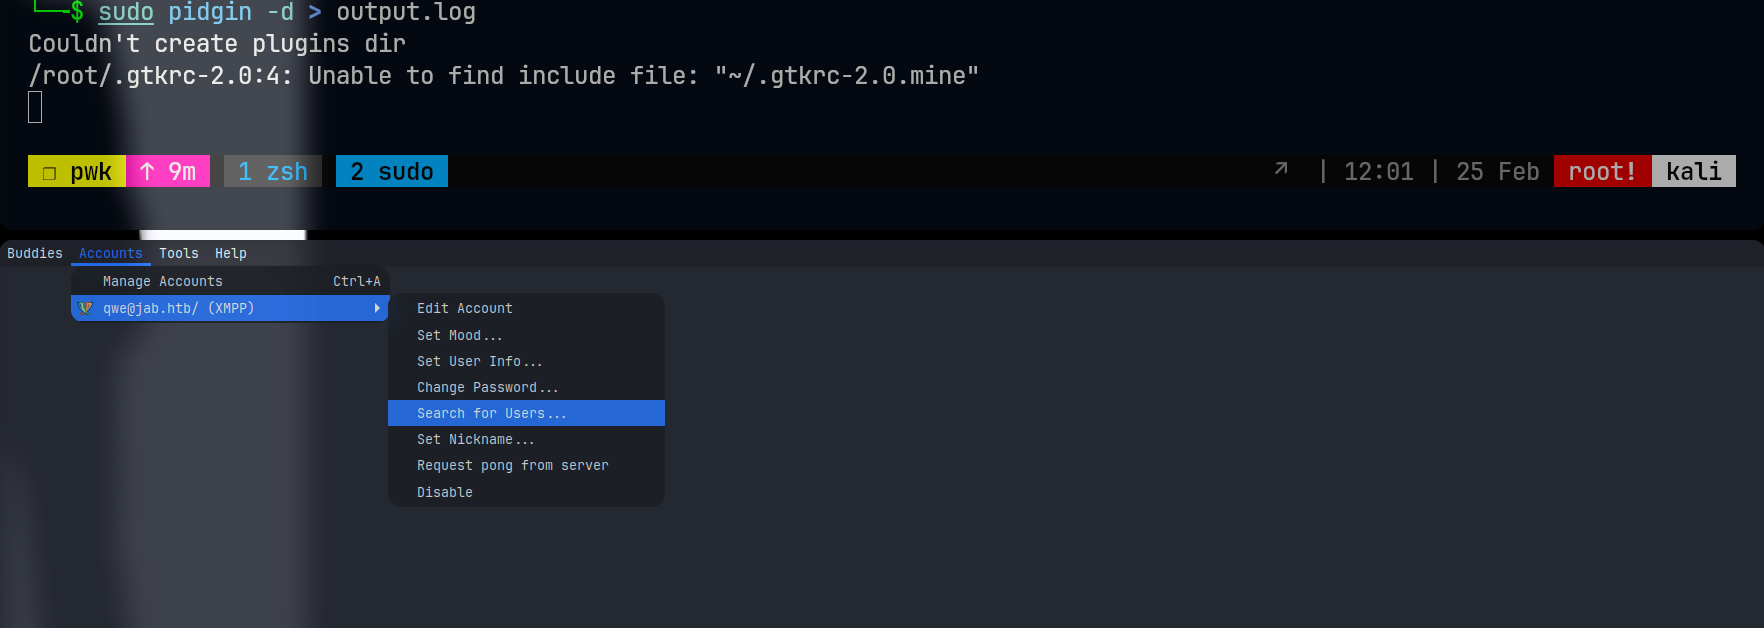 └─$ sudo pidgin -d > output.log
Couldn't create plugins dir
/root/.gtkrc-2.0:4: Unable to find include file: "~/.gtkrc-2.0.mine"
❐ pwk ↑ 9m 1 zsh 2 sudo ↗ | 12:01 | 25 Feb root! kali
Buddies Accounts Tools Help
Manage Accounts Ctrl+A
qwe@jab.htb/ (XMPP)
Edit Account
Set Mood...
Set User Info...
Change Password...
Search for Users...
Set Nickname...
Request pong from server
Disable